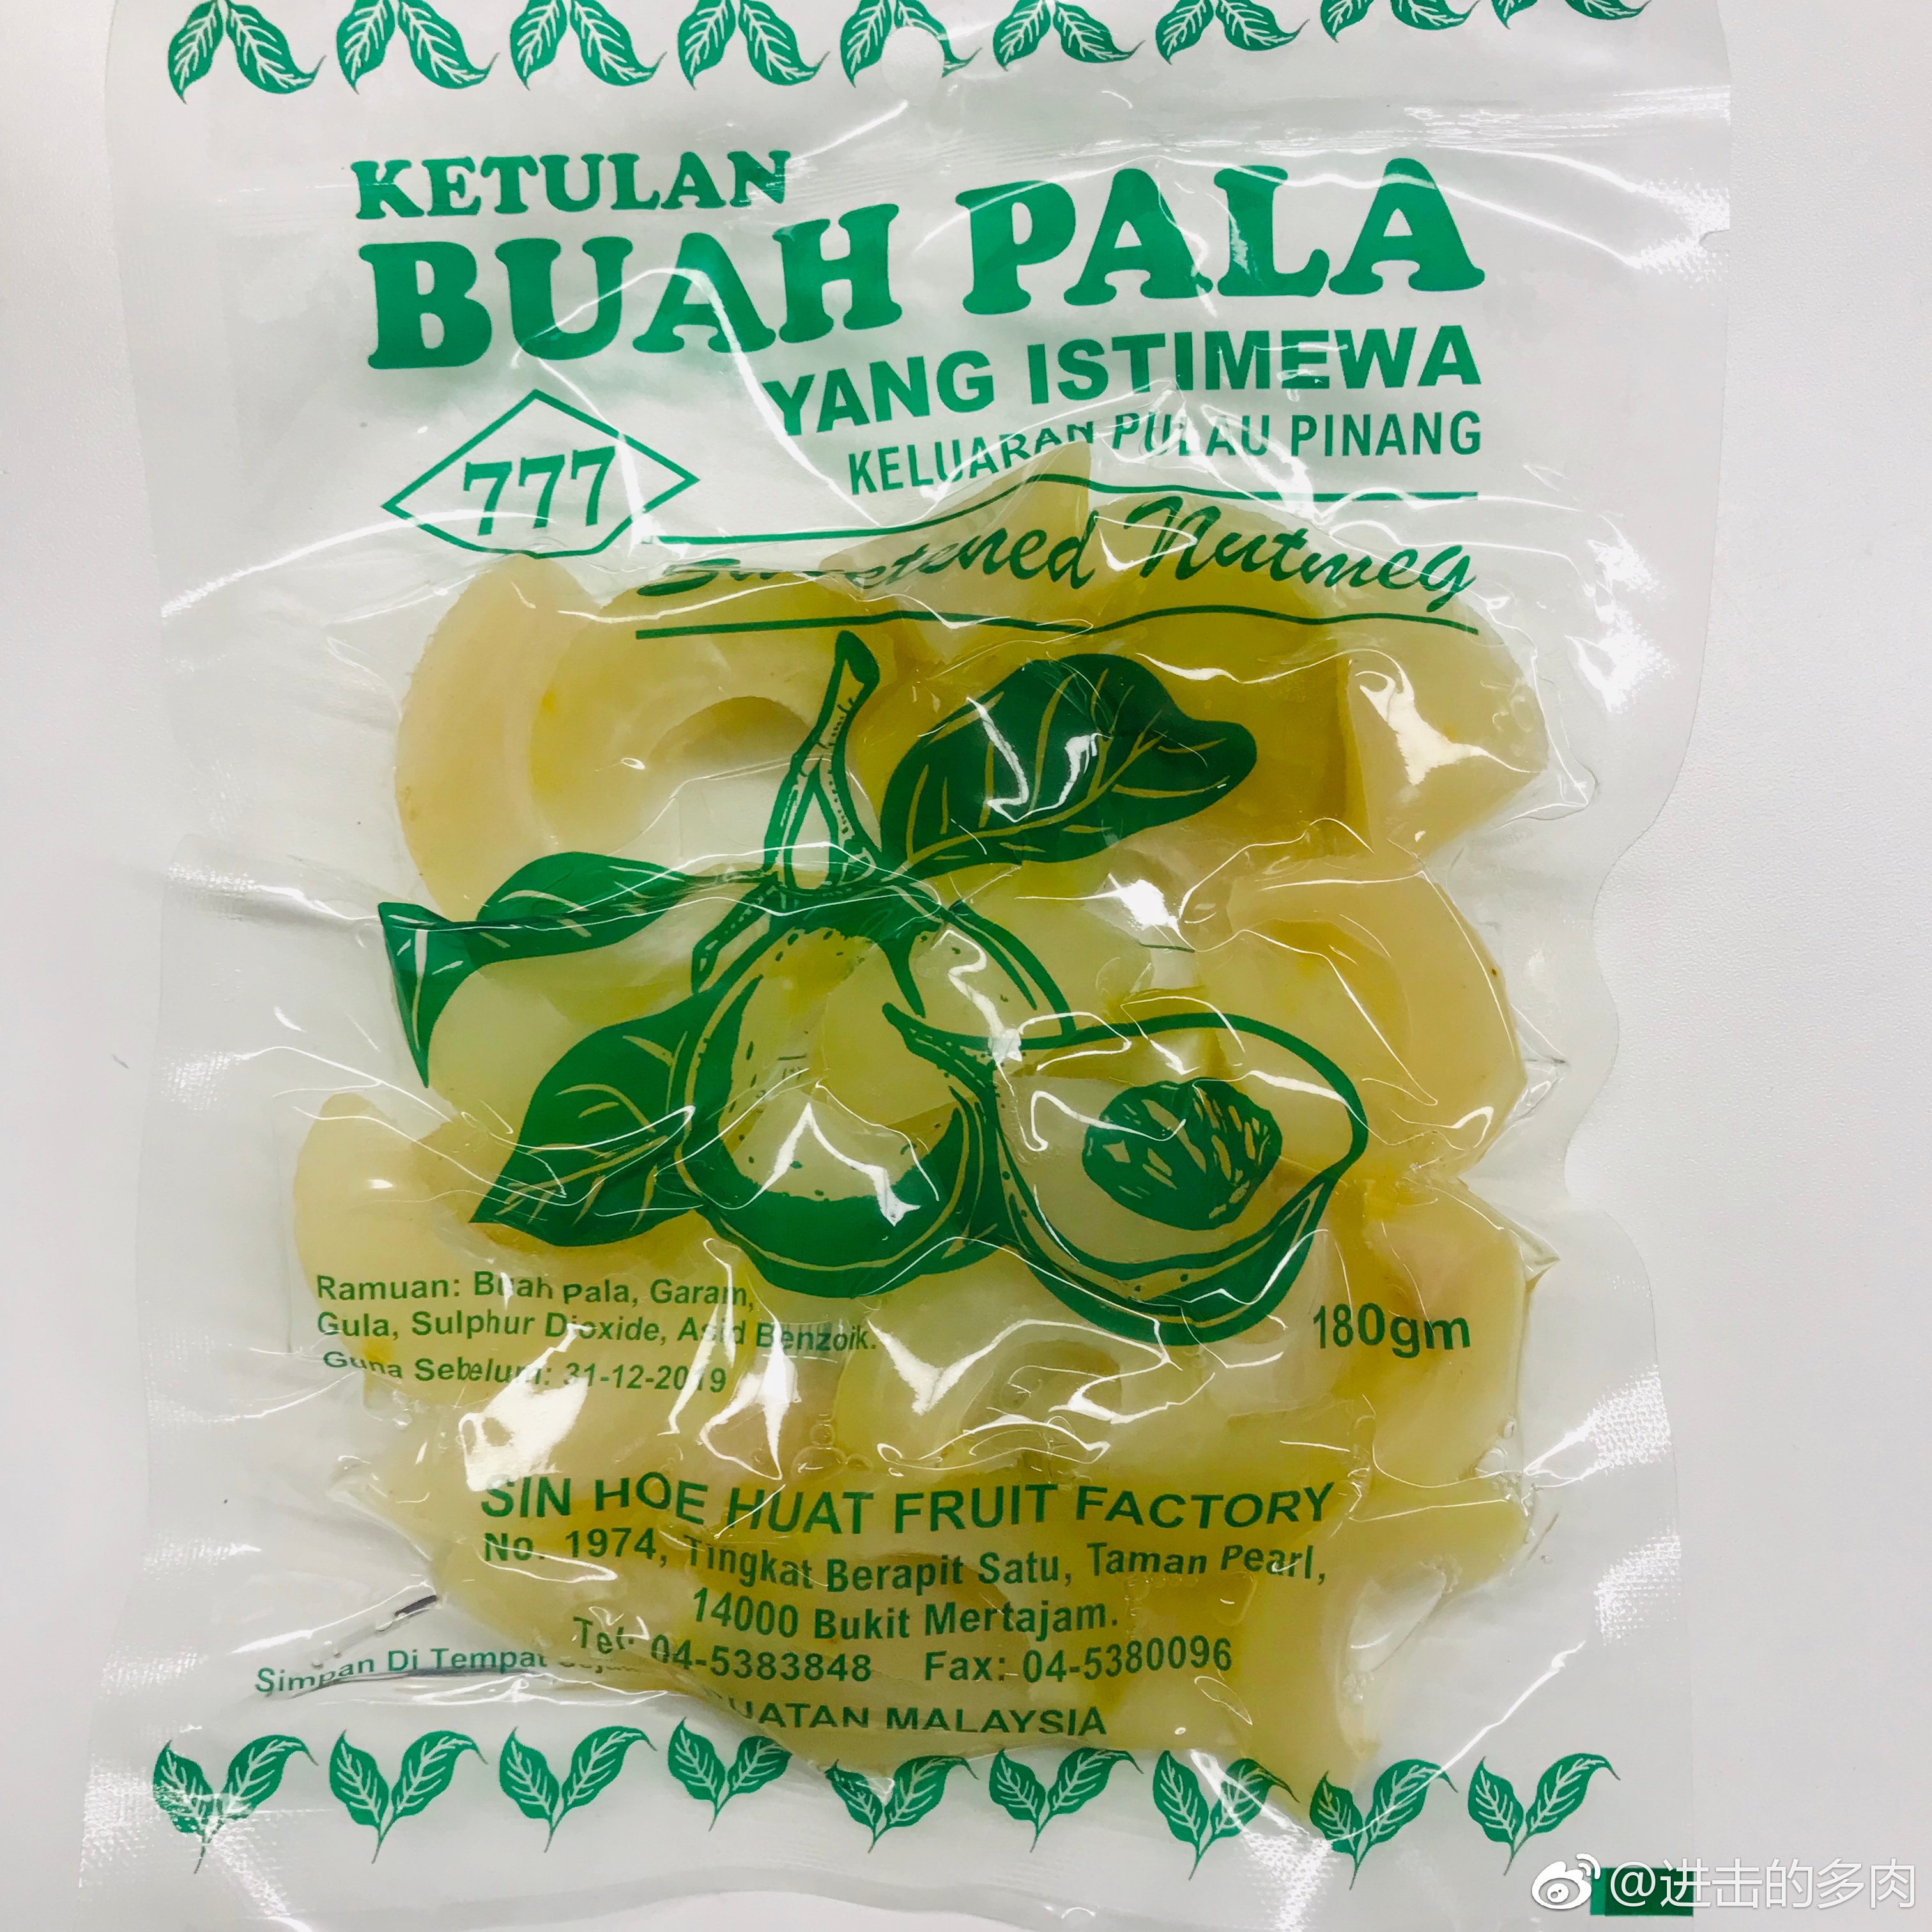 KETULAN
BUAH PALA
YANG ISTIMEWA
KELUARAN PULAU PINANG
777
Sweetened Nutmeg
Ramuan: Buah Pala, Garam,
Gula, Sulphur Dioxide, Asid Benzoik.
Guna Sebelum: 31-12-2019
180gm
SIN HOE HUAT FRUIT FACTORY
No. 1974, Tingkat Berapit Satu, Taman Pearl,
14000 Bukit Mertajam.
Tel: 04-5383848 Fax: 04-5380096
Simpan Di Tempat
MALAYSIA
@进击的多肉